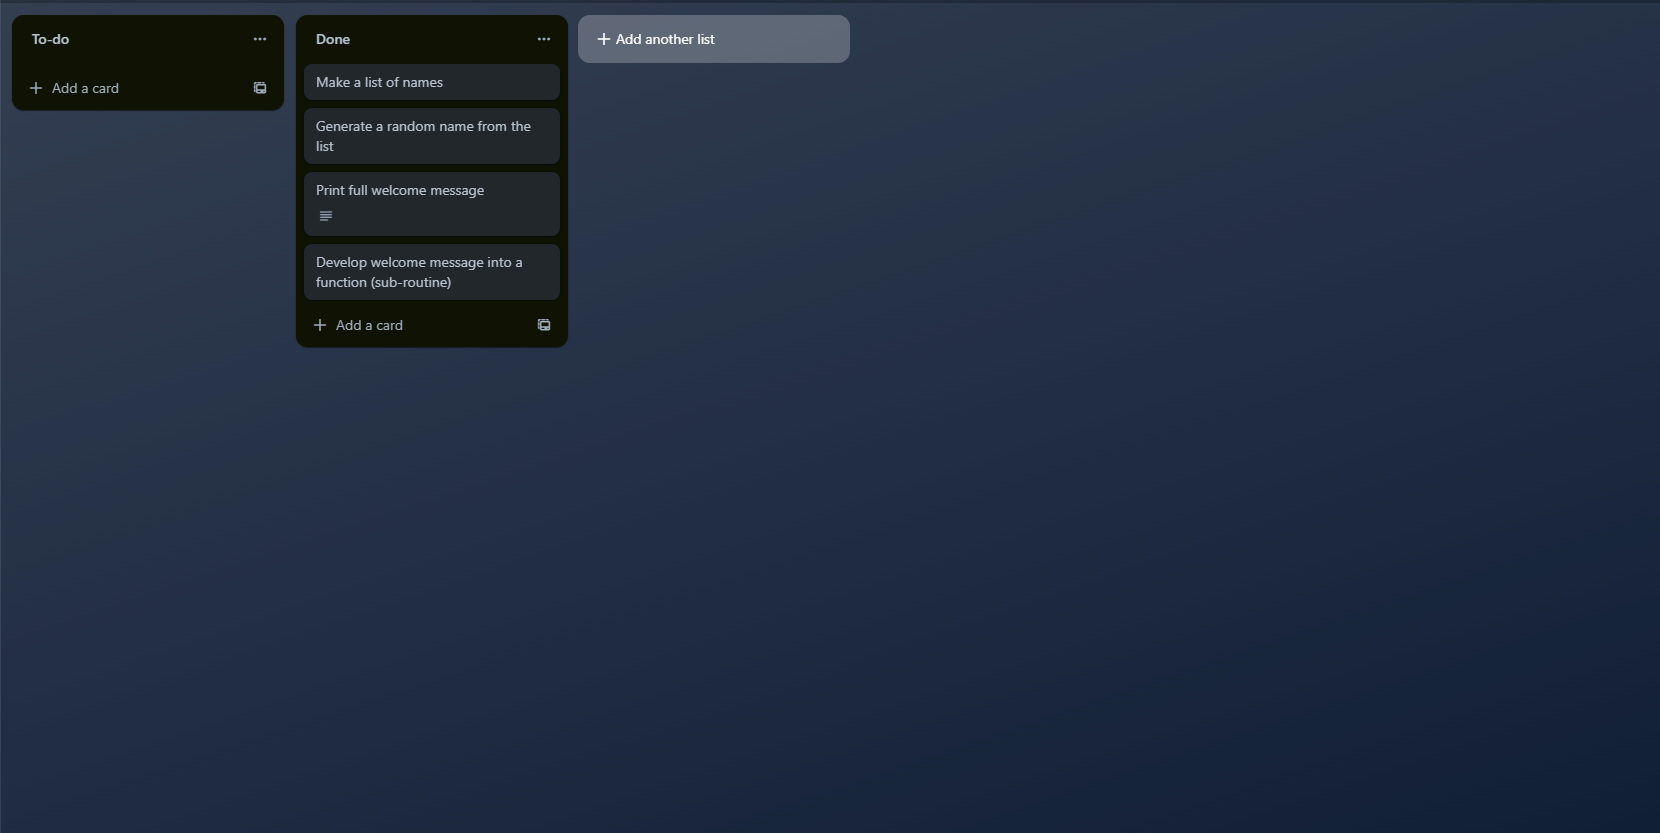 To-do
Add a card
Done
Make a list of names
Generate a random name from the
list
Print full welcome message
Develop welcome message into a
function (sub-routine)
Add a card
Add another list